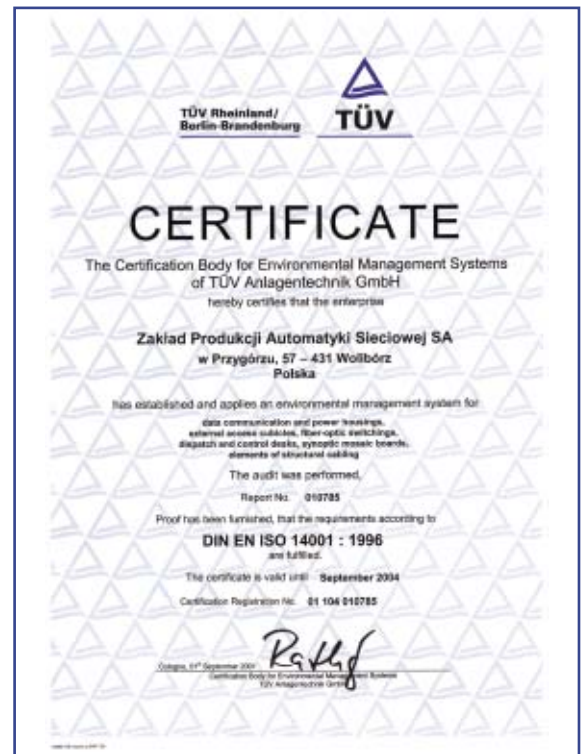 TÜV Rheinland/
Berlin-Brandenburg
TÜV
CERTIFICATE
The Certification Body for Environmental Management Systems
of TÜV Anlagentechnik GmbH
hereby certifies that the enterprise
Zakład Produkcji Automatyki Sieciowej SA
w Przygórzu, 57 – 431 Wolibórz
Polska
has established and applies an environmental management system for
data communication and power housings,
external access cubicles, fiber-optic switchings,
dispatch and control desks, synoptic mosaic boards,
elements of structural cabling
The audit was performed,
Report No. 010785
Proof has been furnished, that the requirements according to
DIN EN ISO 14001 : 1996
are fulfilled.
The certificate is valid until September 2004
Certification Registration No. 01 104 010785
Cologne, 01st September 2001
Certification Body for Environmental Management Systems
TÜV Anlagentechnik GmbH